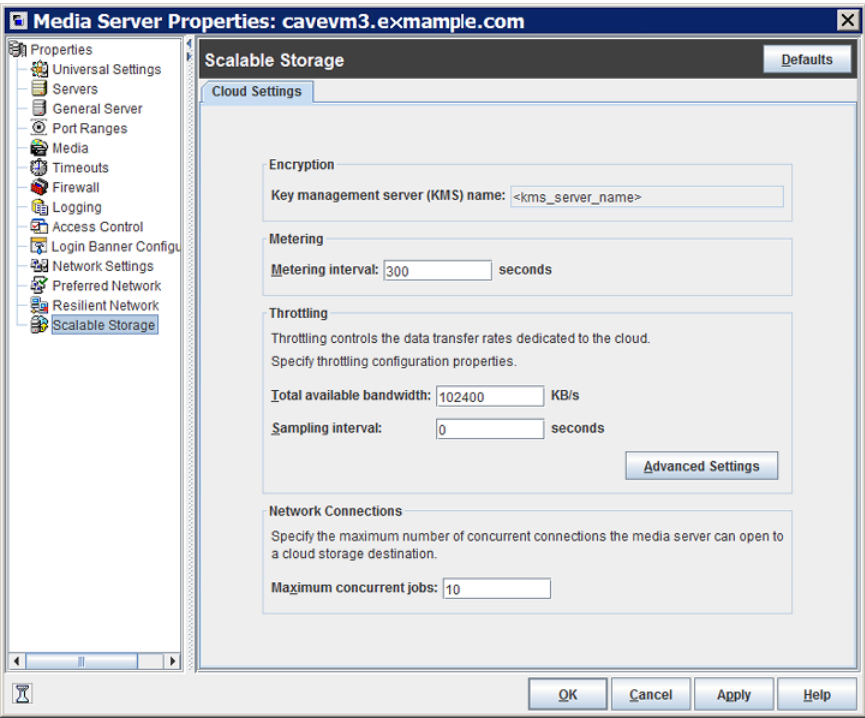 Media Server Properties: cavevm3.exmample.com
Properties
Universal Settings
Servers
General Server
Port Ranges
Media
Timeouts
Firewall
Logging
Access Control
Login Banner Configu
Network Settings
Preferred Network
Resilient Network
Scalable Storage
Scalable Storage
Defaults
Cloud Settings
Encryption
Key management server (KMS) name: <kms_server_name>
Metering
Metering interval: 300 seconds
Throttling
Throttling controls the data transfer rates dedicated to the cloud.
Specify throttling configuration properties.
Total available bandwidth: 102400 KB/s
Sampling interval: 0 seconds
Advanced Settings
Network Connections
Specify the maximum number of concurrent connections the media server can open to
a cloud storage destination.
Maximum concurrent jobs: 10
OK Cancel Apply Help